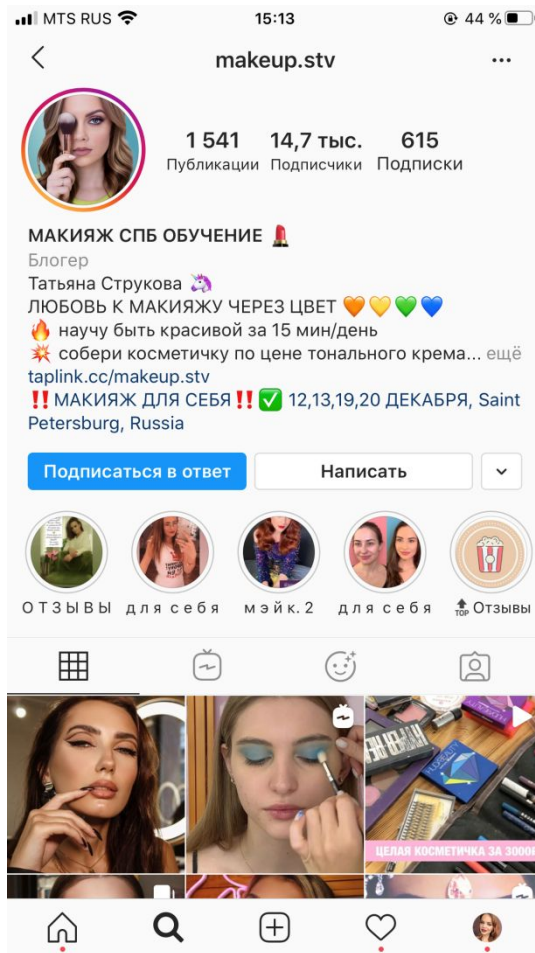 MTS RUS 15:13 44 %
makeup.stv
1 541 14,7 тыс. 615
Публикации Подписчики Подписки
МАКИЯЖ СПБ ОБУЧЕНИЕ 💄
Блогер
Татьяна Струкова 🦄
ЛЮБОВЬ К МАКИЯЖУ ЧЕРЕЗ ЦВЕТ 🧡💛💚💙
🔥 научу быть красивой за 15 мин/день
💥 собери косметичку по цене тонального крема... ещё
taplink.cc/makeup.stv
‼️МАКИЯЖ ДЛЯ СЕБЯ‼️✅ 12,13,19,20 ДЕКАБРЯ, Saint
Petersburg, Russia
Подписаться в ответ Написать
О Т З Ы В Ы д л я с е б я м э й к . 2 д л я с е б я TOP Отзывы
ЦЕЛАЯ КОСМЕТИЧКА ЗА 3000₽